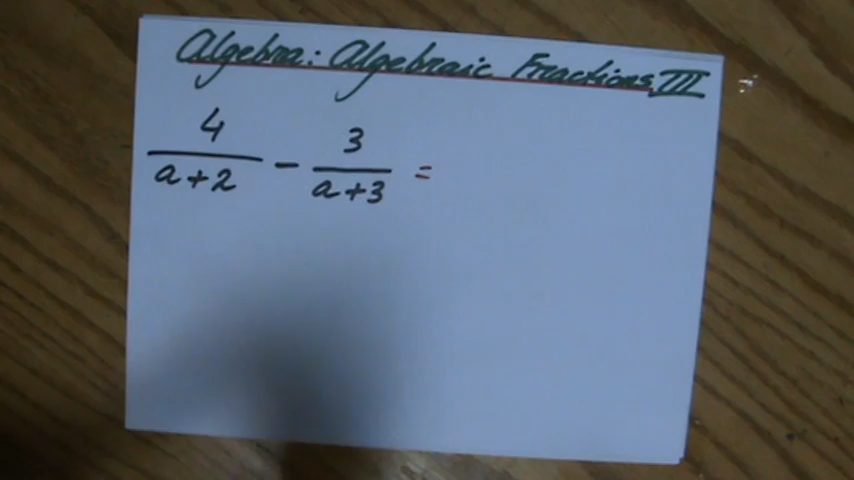 Algebra: Algebraic Fractions III
4/(a+2) - 3/(a+3) =